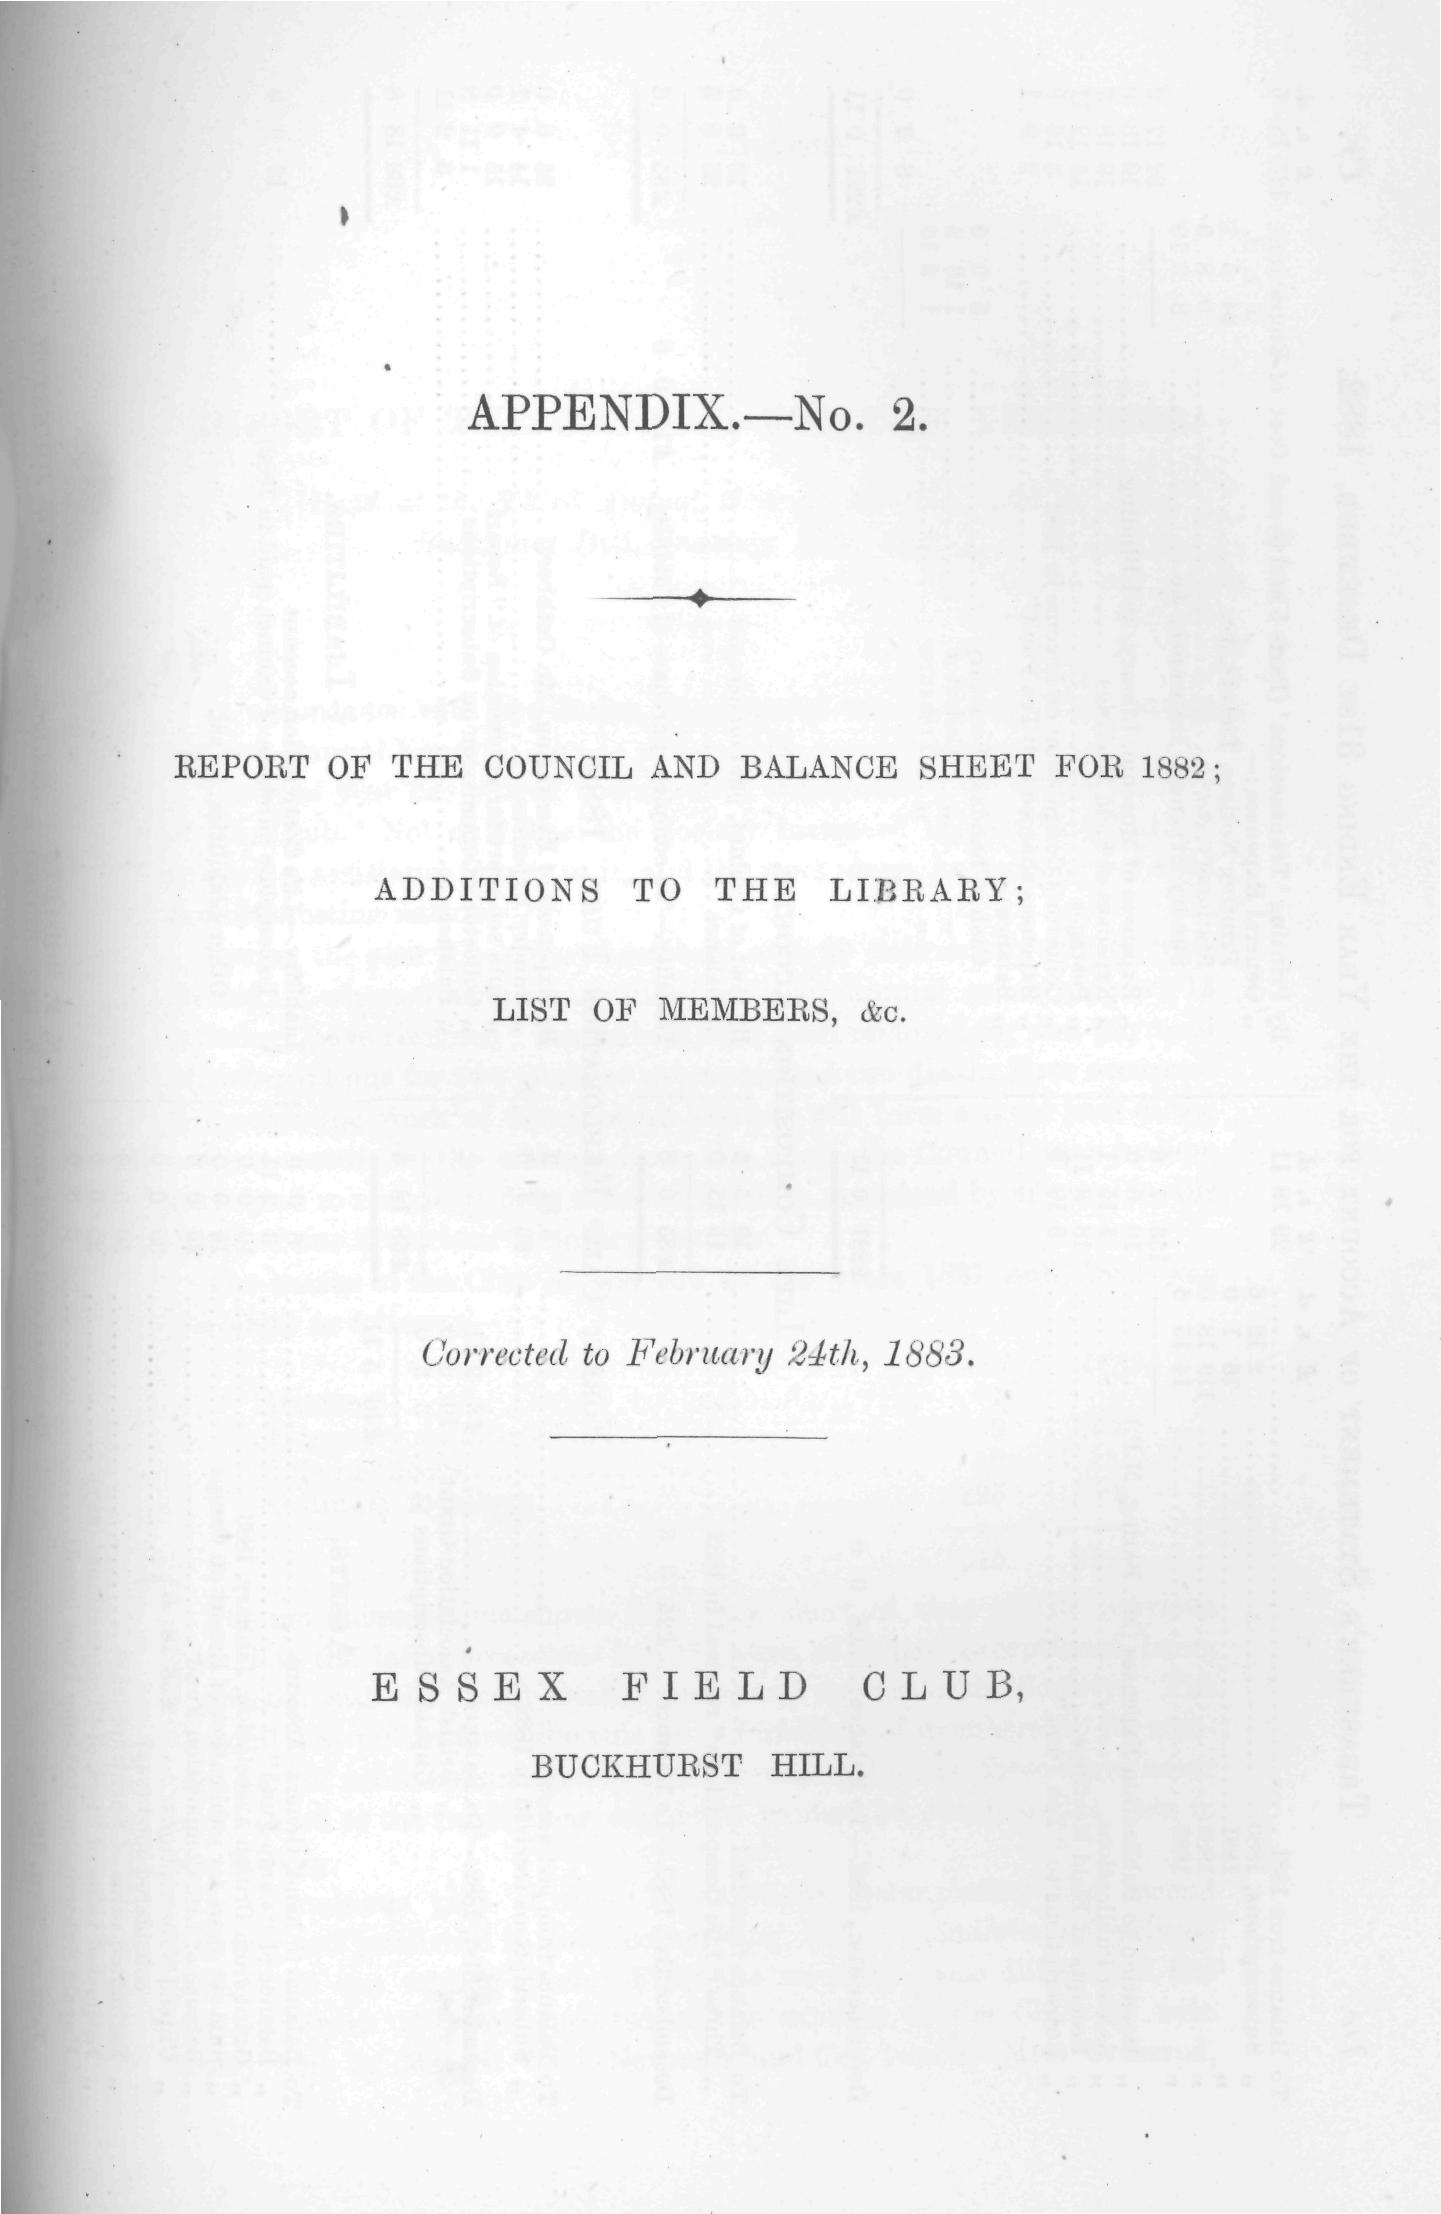 APPENDIX.—No. 2.
REPORT OF THE COUNCIL AND BALANCE SHEET FOR 1882;
ADDITIONS TO THE LIBRARY;
LIST OF MEMBERS, &c.
Corrected to February 24th, 1883.
ESSEX FIELD CLUB,
BUCKHURST HILL.